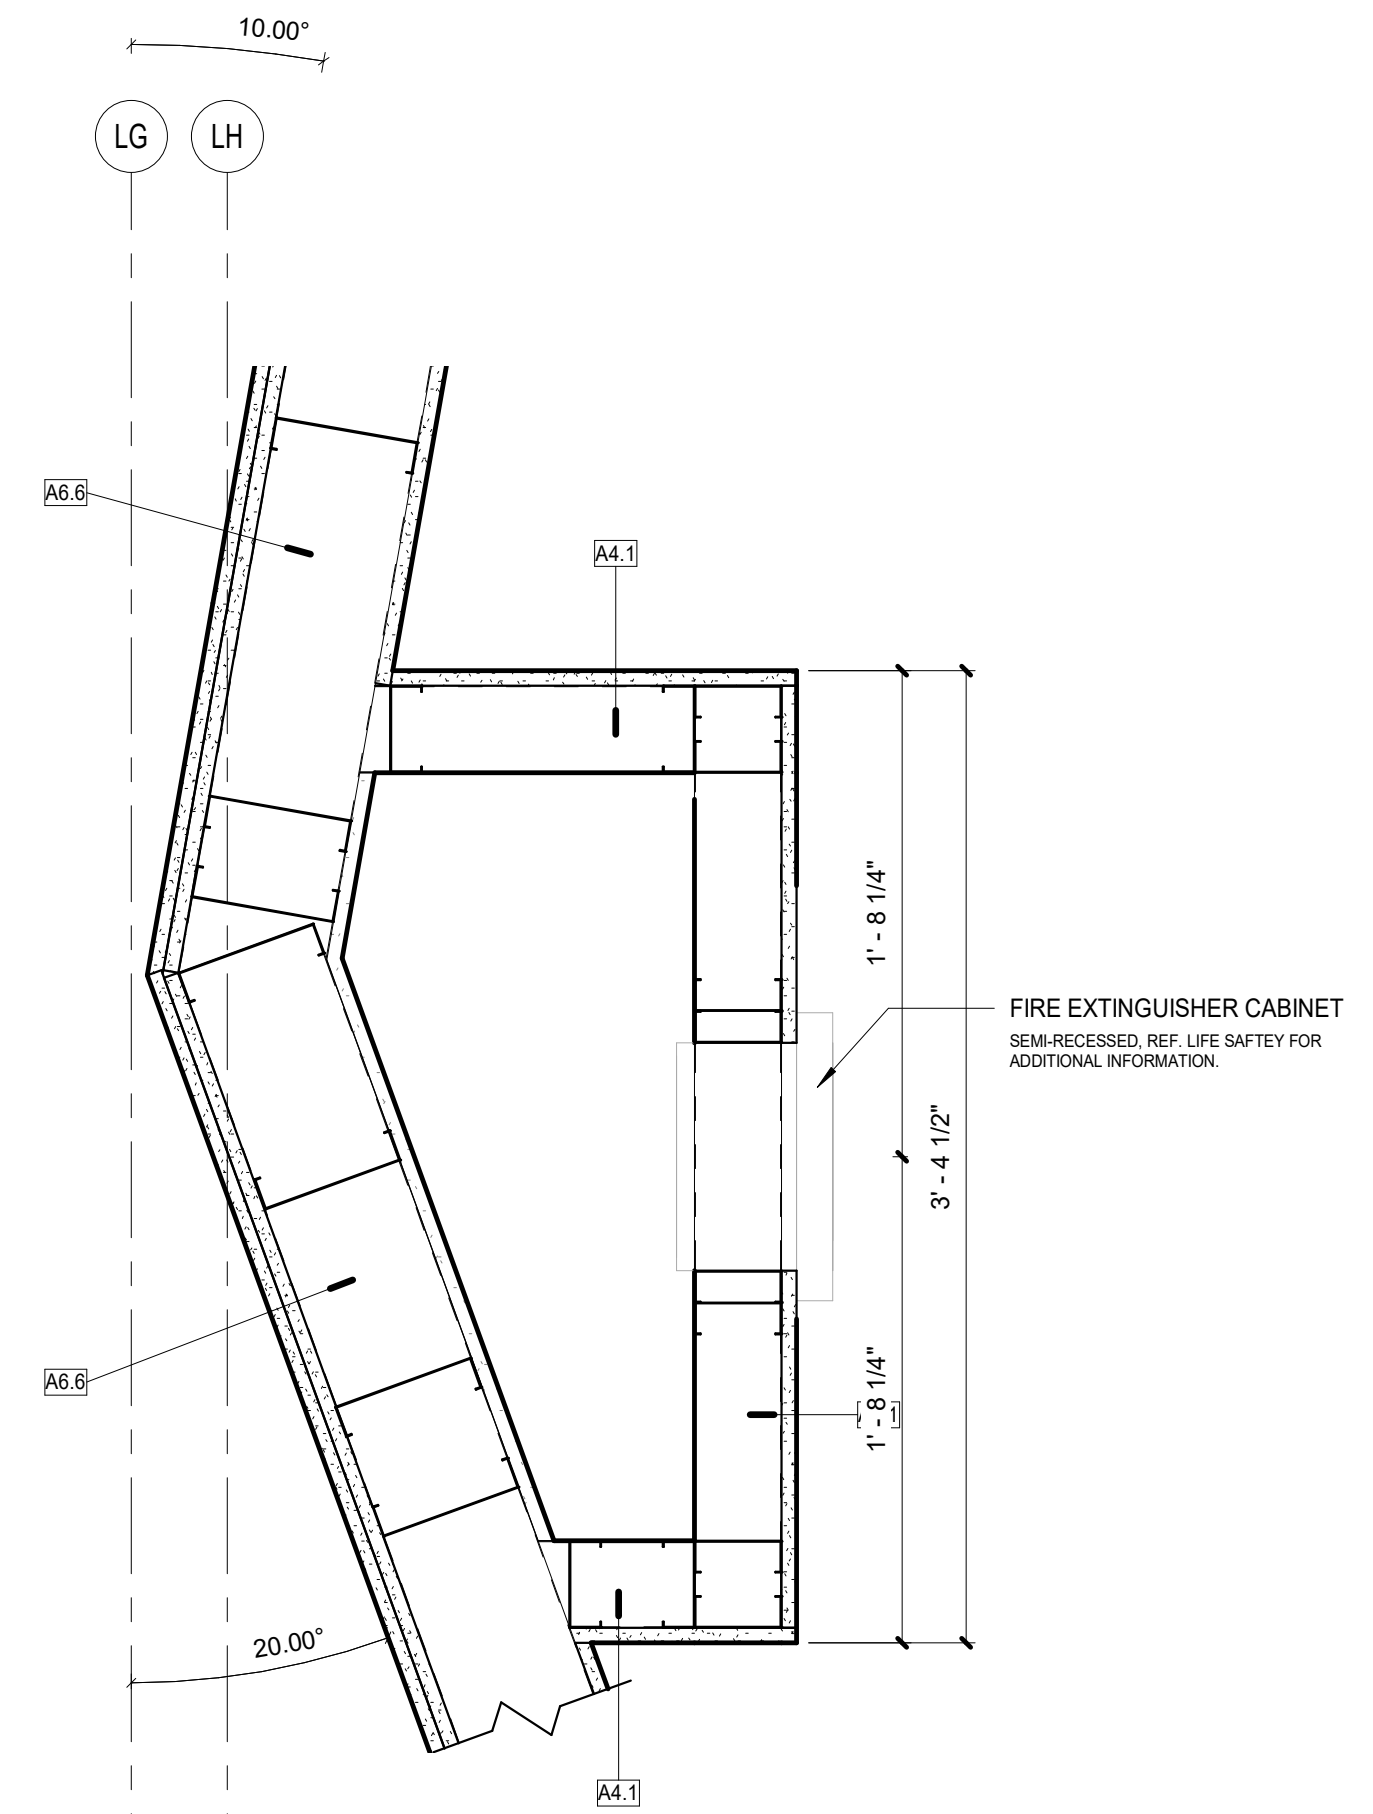 10.00°
LG
LH
A6.6
A4.1
1' - 8 1/4"
FIRE EXTINGUISHER CABINET
SEMI-RECESSED, REF. LIFE SAFTEY FOR
ADDITIONAL INFORMATION.
3' - 4 1/2"
A6.6
1' - 8 1/4"
20.00°
A4.1